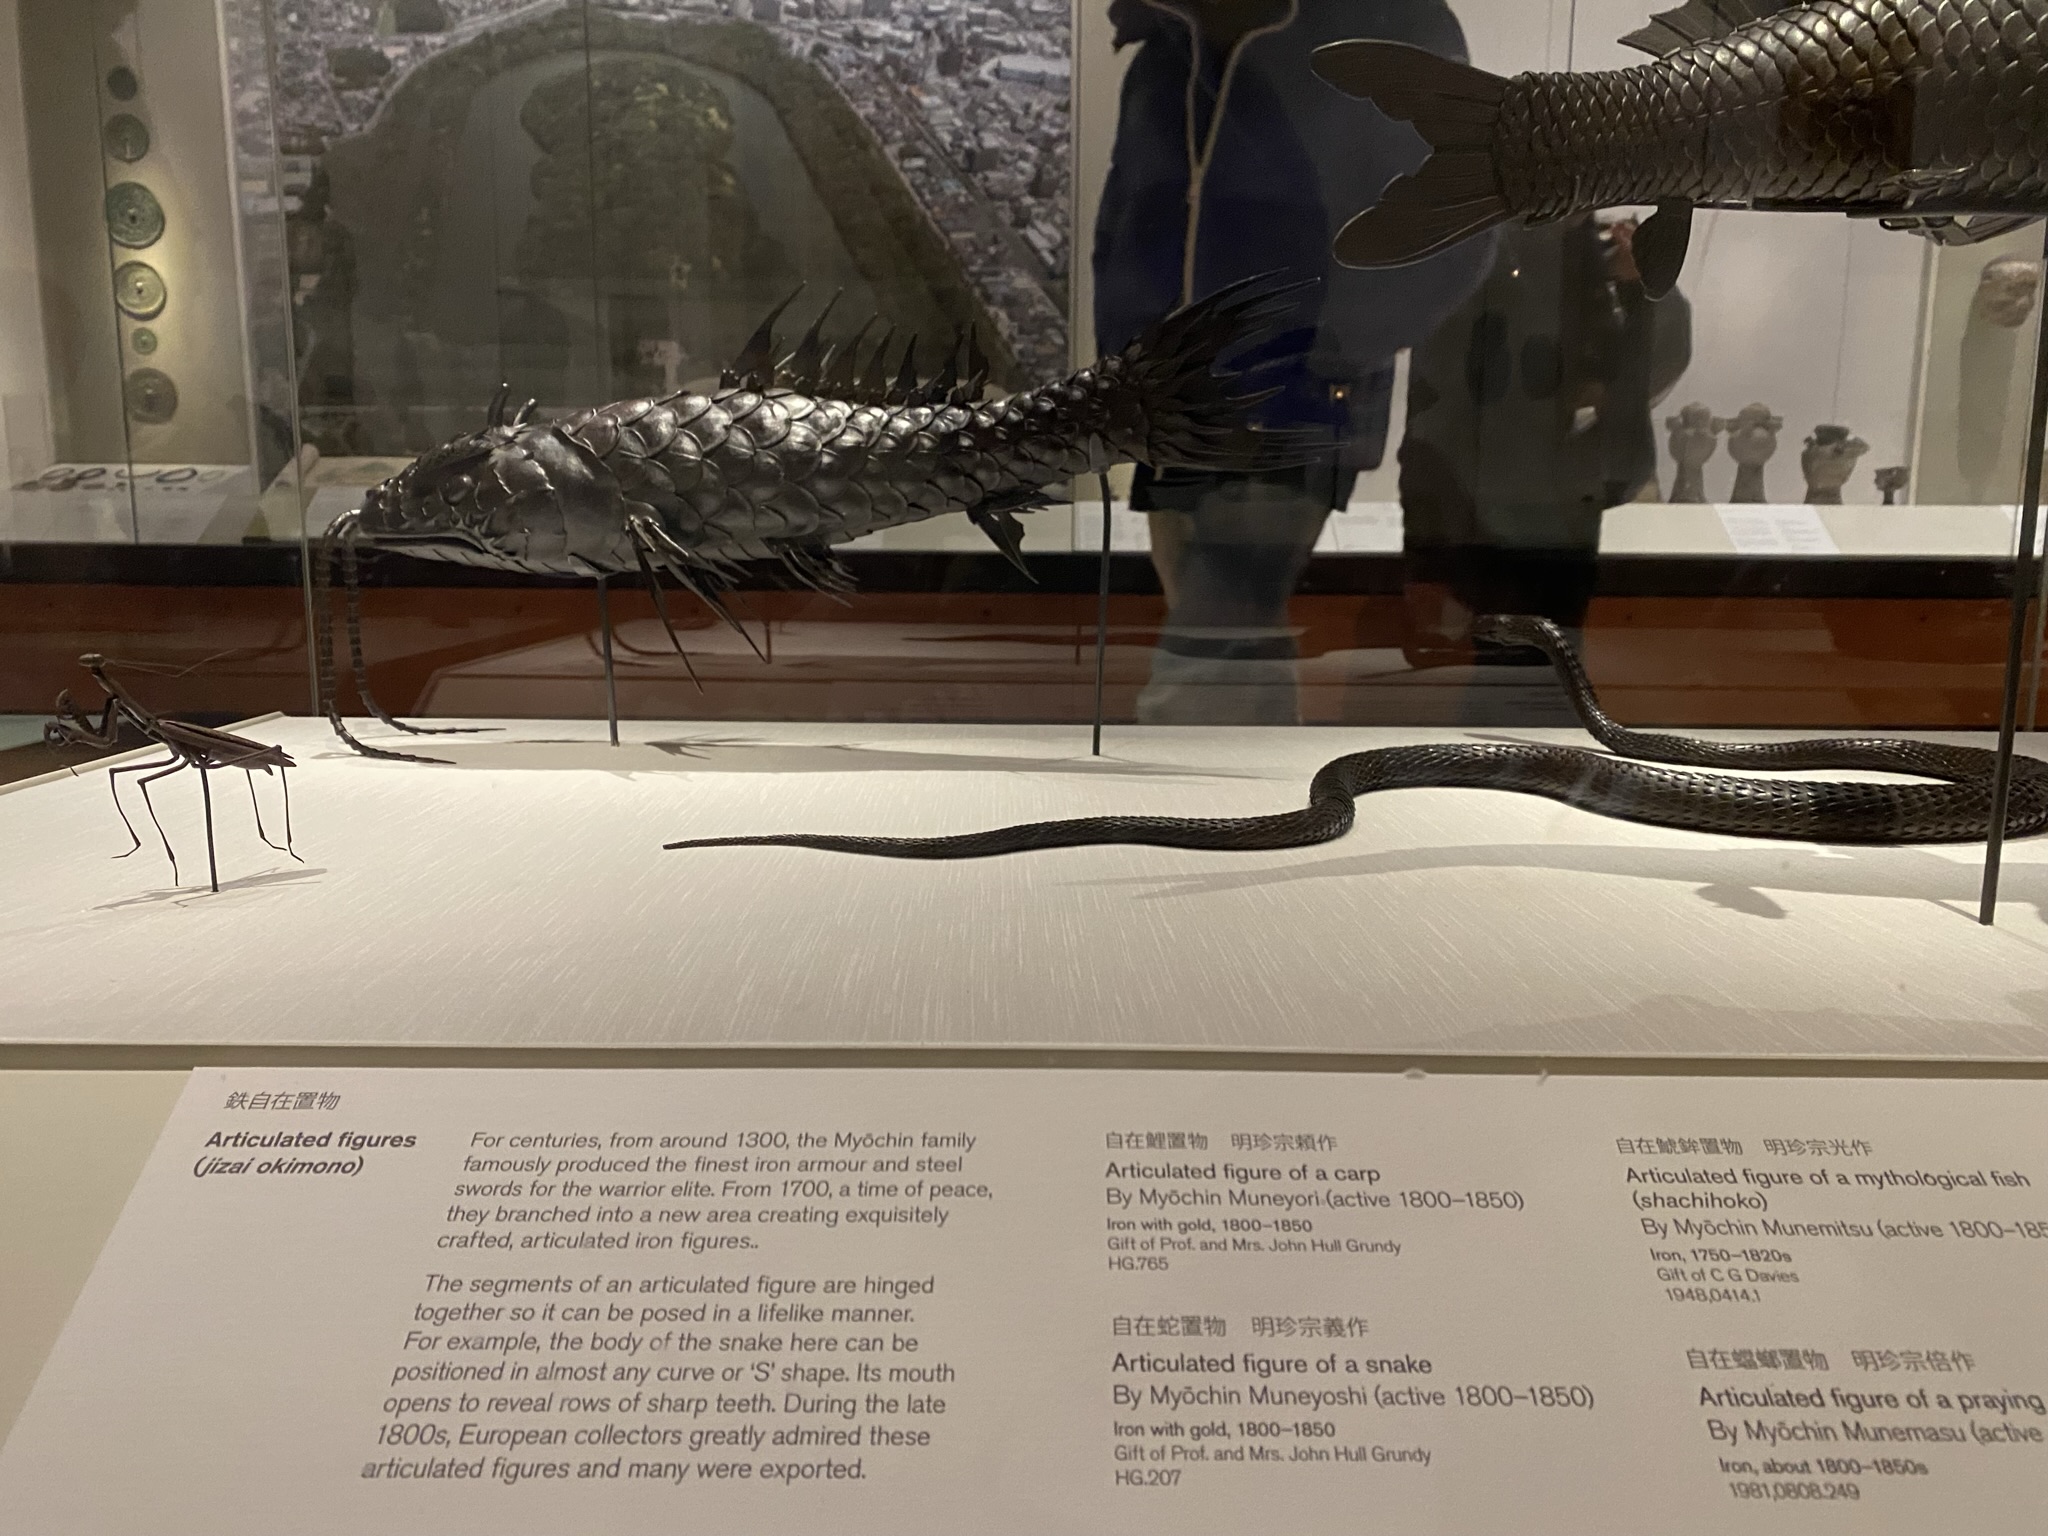 鉄自在置物
Articulated figures
(jizai okimono)
For centuries, from around 1300, the Myōchin family
famously produced the finest iron armour and steel
swords for the warrior elite. From 1700, a time of peace,
they branched into a new area creating exquisitely
crafted, articulated iron figures..
The segments of an articulated figure are hinged
together so it can be posed in a lifelike manner.
For example, the body of the snake here can be
positioned in almost any curve or ‘S’ shape. Its mouth
opens to reveal rows of sharp teeth. During the late
1800s, European collectors greatly admired these
articulated figures and many were exported.
自在鯉置物　明珍宗頼作
Articulated figure of a carp
By Myōchin Muneyori (active 1800–1850)
Iron with gold, 1800–1850
Gift of Prof. and Mrs. John Hull Grundy
HG.765
自在蛇置物　明珍宗義作
Articulated figure of a snake
By Myōchin Muneyoshi (active 1800–1850)
Iron with gold, 1800–1850
Gift of Prof. and Mrs. John Hull Grundy
HG.207
自在鯱鉾置物　明珍宗光作
Articulated figure of a mythological fish
(shachihoko)
By Myōchin Munemitsu (active 1800–185
Iron, 1750–1820s
Gift of C G Davies
1948,0414.1
自在蟷螂置物　明珍宗倍作
Articulated figure of a praying
By Myōchin Munemasu (active
Iron, about 1800–1850s
1981,0808.249